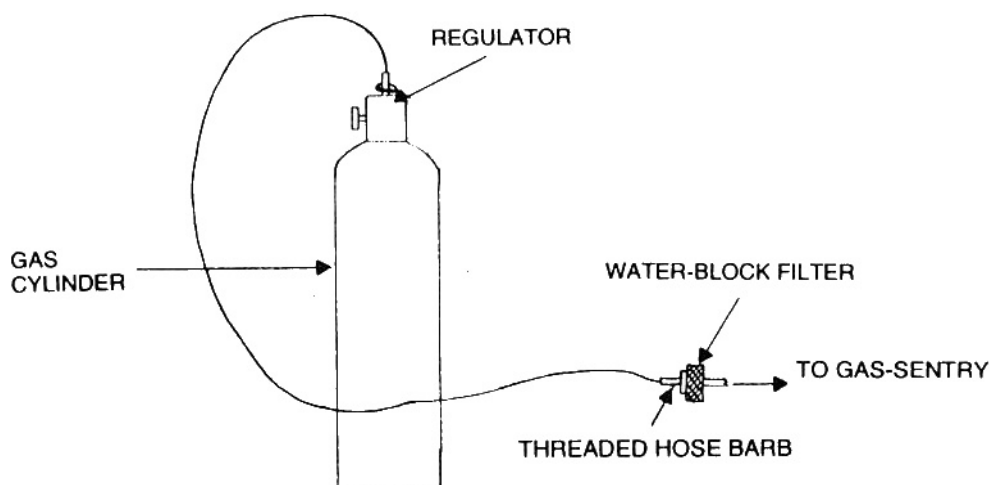 REGULATOR
GAS
CYLINDER
WATER-BLOCK FILTER
TO GAS-SENTRY
THREADED HOSE BARB